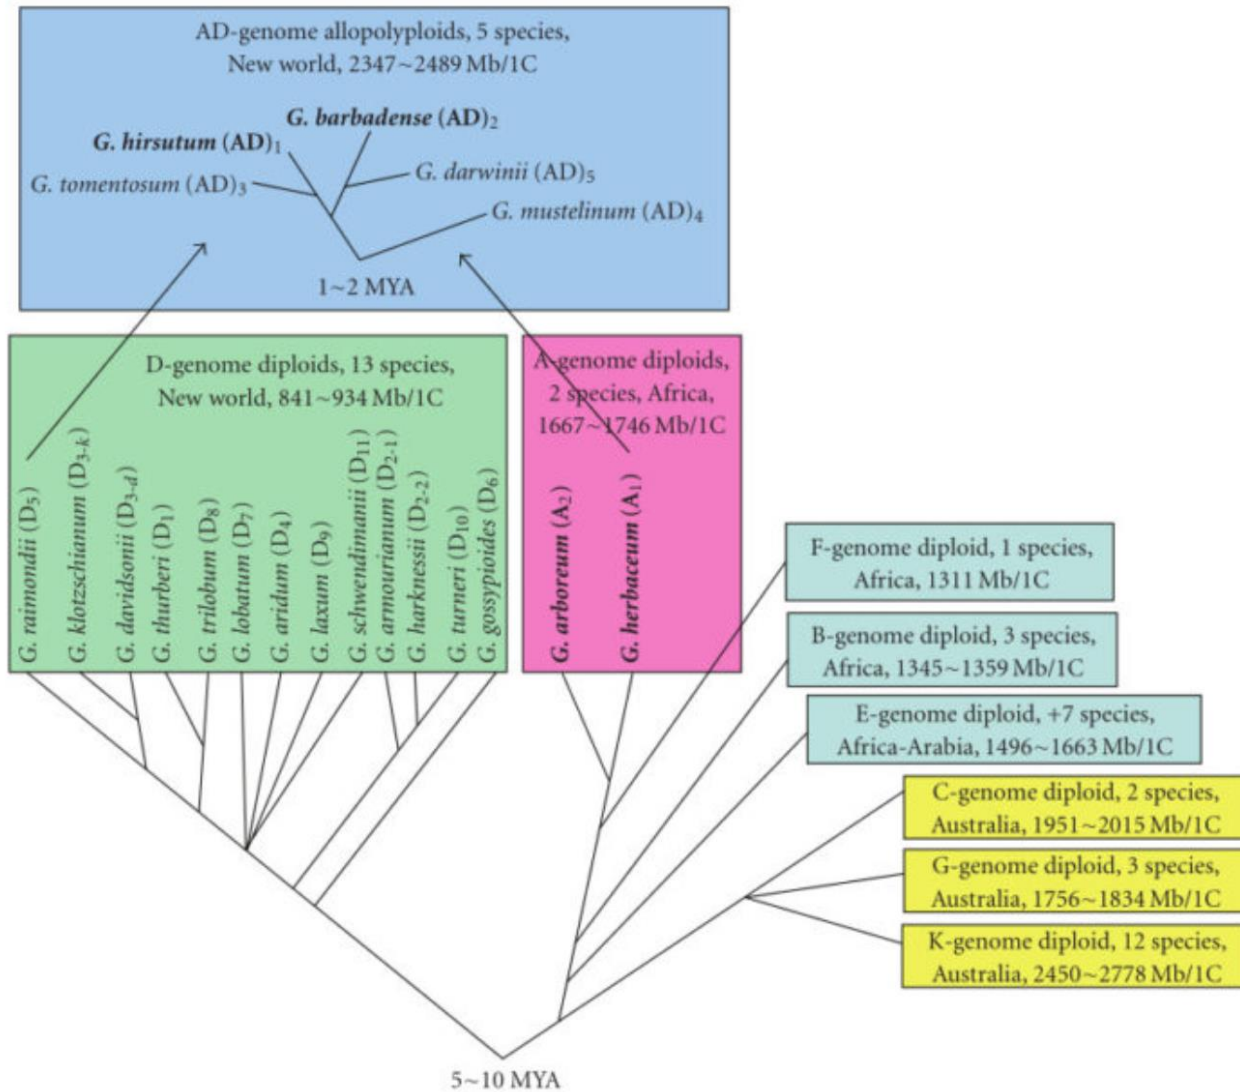 AD-genome allopolyploids, 5 species,
New world, 2347~2489 Mb/1C
G. barbadense (AD)₂
G. hirsutum (AD)₁
G. tomentosum (AD)₃
G. darwinii (AD)₅
G. mustelinum (AD)₄
1~2 MYA
D-genome diploids, 13 species,
New world, 841~934 Mb/1C
G. raimondii (D₅)
G. klotzschianum (D₃₋ₖ)
G. davidsonii (D₃-d)
G. thurberi (D₁)
G. trilobum (D₈)
G. lobatum (D₇)
G. aridum (D₄)
G. laxum (D₉)
G. schwendimanii (D₁₁)
G. armourianum (D₂₋₁)
G. harknessii (D₂₋₂)
G. turneri (D₁₀)
G. gossypioides (D₆)
A-genome diploids,
2 species, Africa,
1667~1746 Mb/1C
G. arboreum (A₂)
G. herbaceum (A₁)
F-genome diploid, 1 species,
Africa, 1311 Mb/1C
B-genome diploid, 3 species,
Africa, 1345~1359 Mb/1C
E-genome diploid, +7 species,
Africa-Arabia, 1496~1663 Mb/1C
C-genome diploid, 2 species,
Australia, 1951~2015 Mb/1C
G-genome diploid, 3 species,
Australia, 1756~1834 Mb/1C
K-genome diploid, 12 species,
Australia, 2450~2778 Mb/1C
5~10 MYA